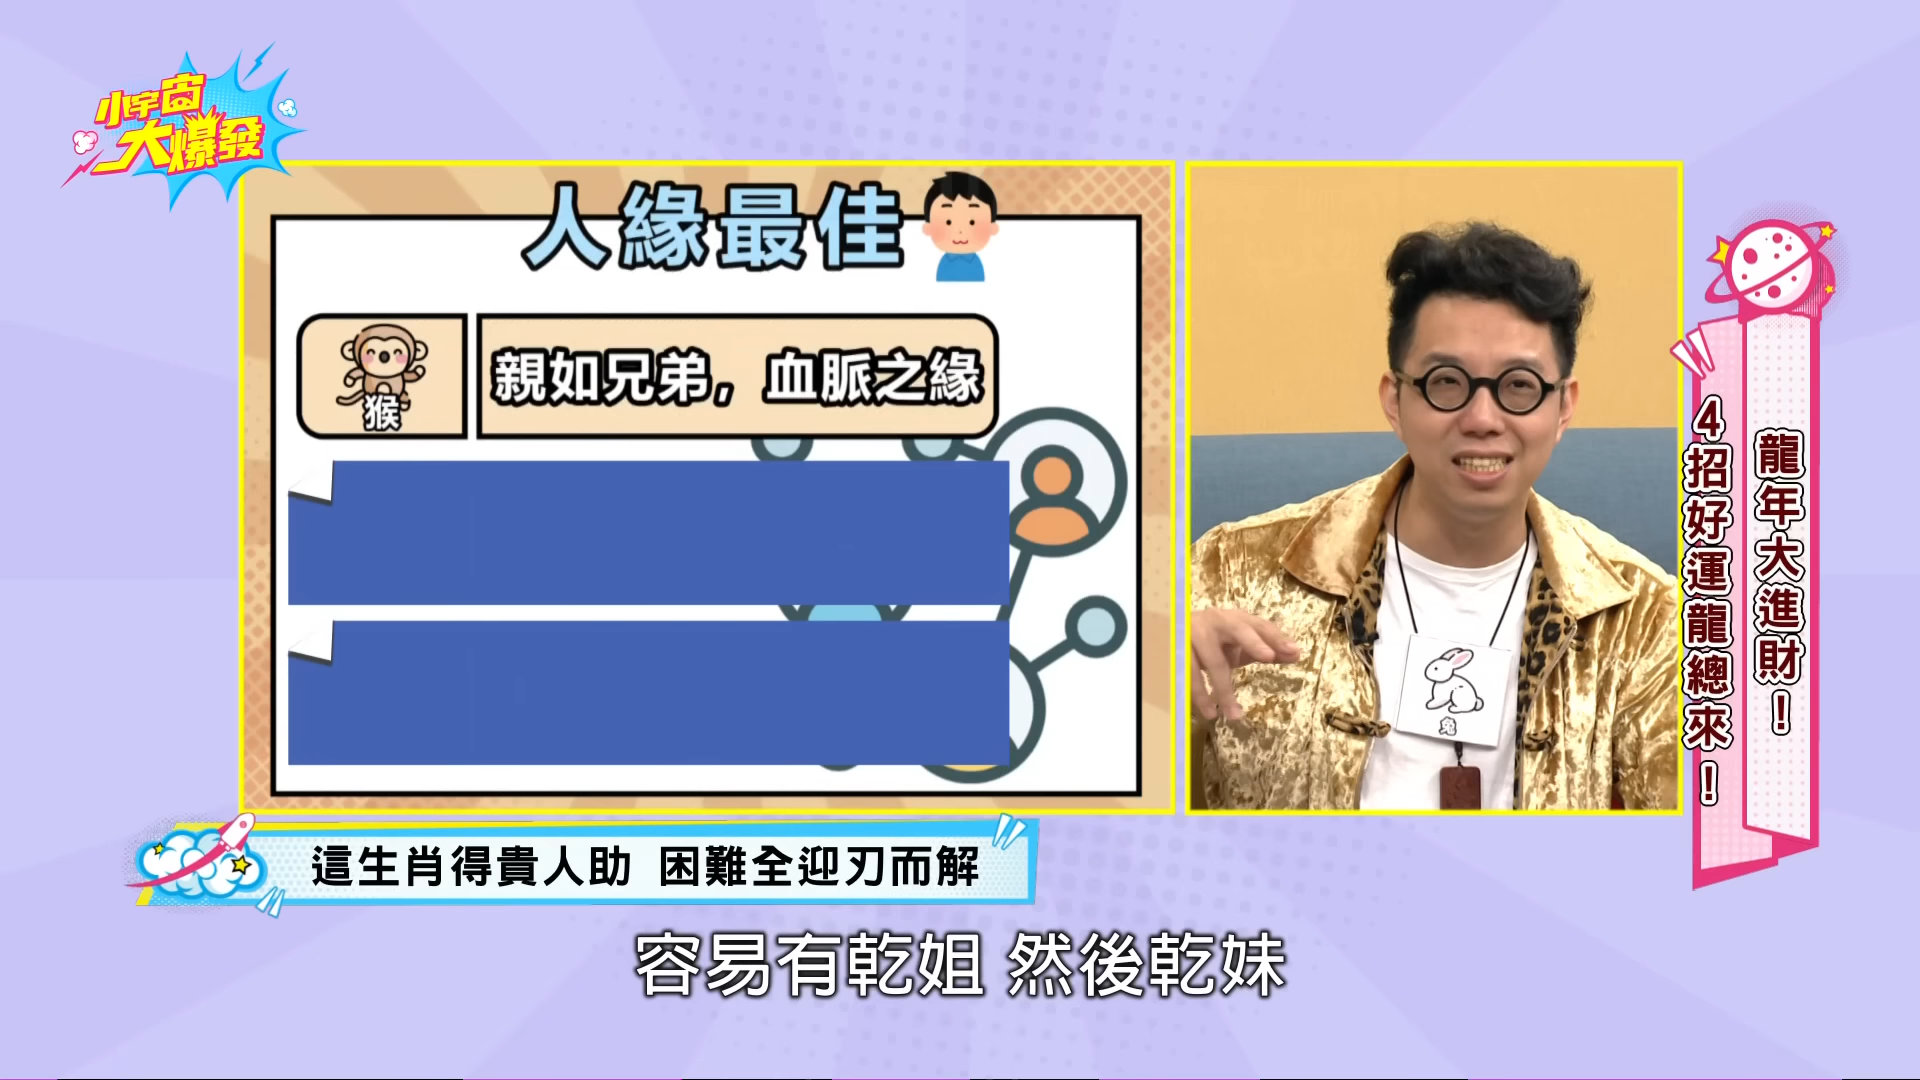 小宇宙
大爆發
人緣最佳
猴
親如兄弟，血脈之緣
兔
龍年大進財！
4招好運龍總來！
這生肖得貴人助 困難全迎刃而解
容易有乾姐 然後乾妹